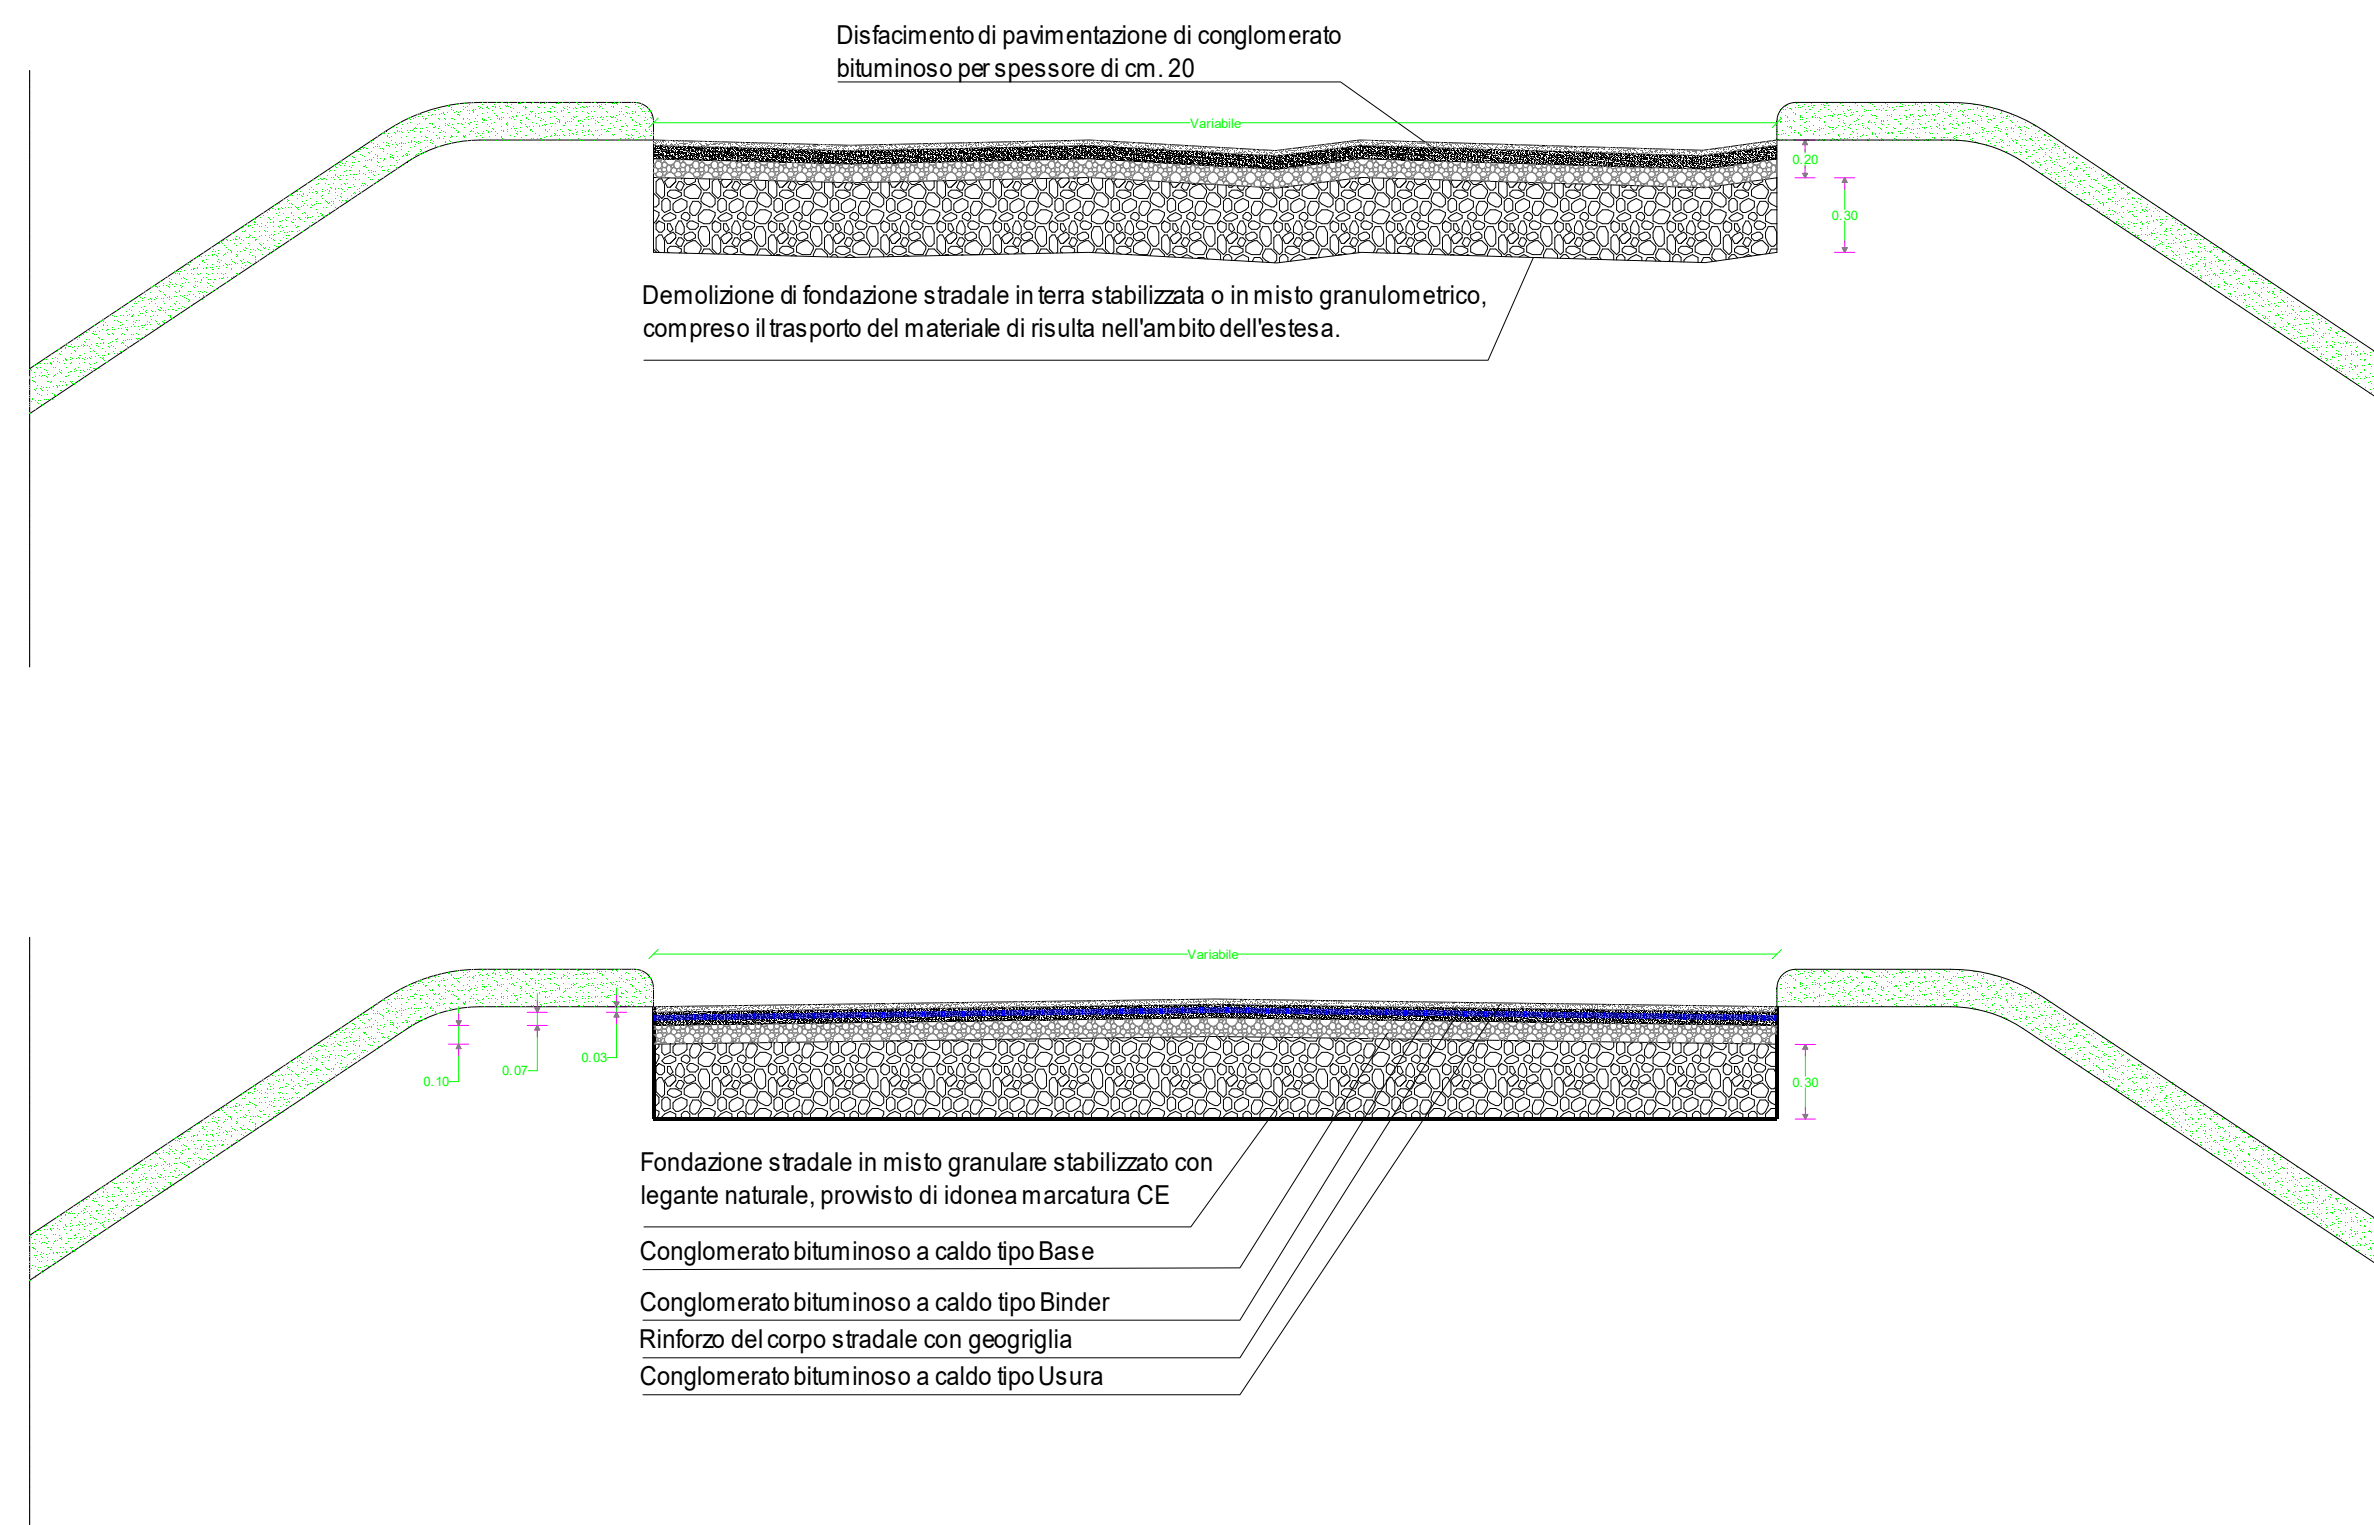 Disfacimento di pavimentazione di conglomerato
bituminoso per spessore di cm. 20
Variabile
0.20
0.30
Demolizione di fondazione stradale in terra stabilizzata o in misto granulometrico,
compreso il trasporto del materiale di risulta nell'ambito dell'estesa.
Variabile
0.10
0.07
0.03
0.30
Fondazione stradale in misto granulare stabilizzato con
legante naturale, provvisto di idonea marcatura CE
Conglomerato bituminoso a caldo tipo Base
Conglomerato bituminoso a caldo tipo Binder
Rinforzo del corpo stradale con geogriglia
Conglomerato bituminoso a caldo tipo Usura